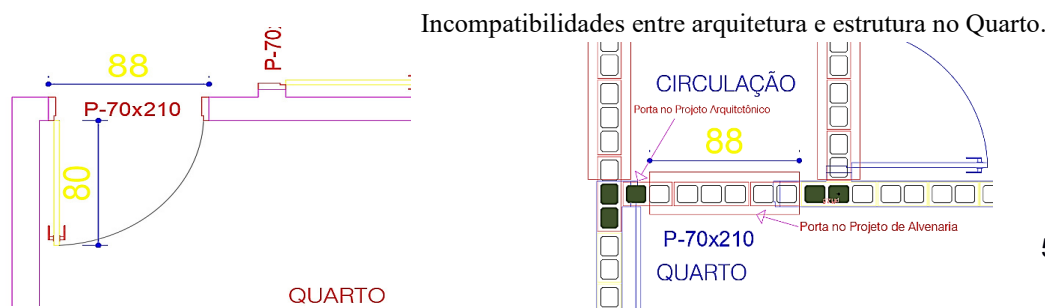 Incompatibilidades entre arquitetura e estrutura no Quarto.
88
P-70x210
P-70
80
QUARTO
CIRCULAÇÃO
Porta no Projeto Arquitetônico
88
Porta no Projeto de Alvenaria
P-70x210
QUARTO